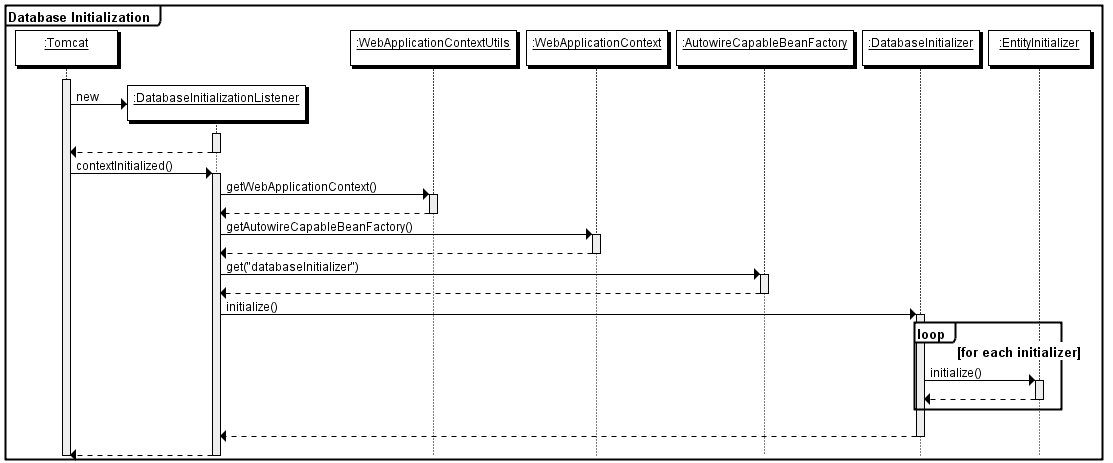 Database Initialization
:Tomcat
:WebApplicationContextUtils
:WebApplicationContext
:AutowireCapableBeanFactory
:DatabaseInitializer
:EntityInitializer
new
:DatabaseInitializationListener
contextInitialized()
getWebApplicationContext()
getAutowireCapableBeanFactory()
get("databaseInitializer")
initialize()
loop
[for each initializer]
initialize()